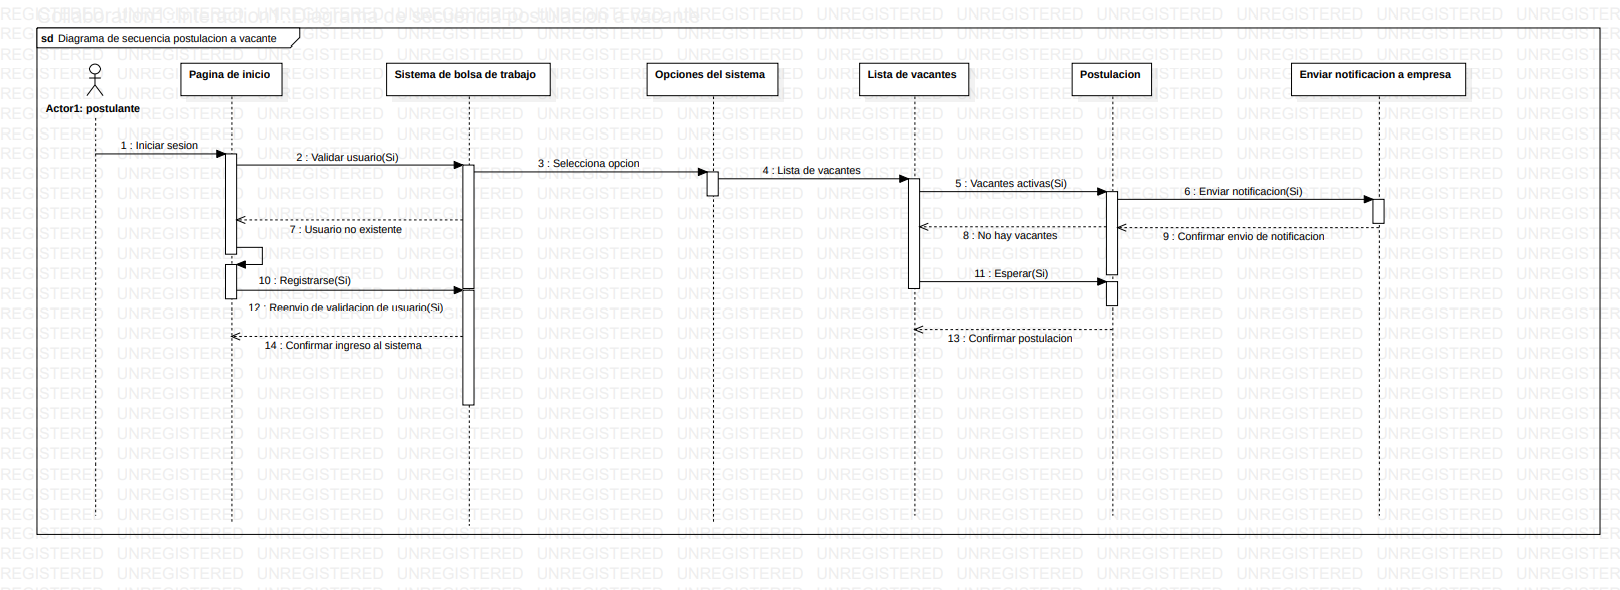 Collaboration1::Interaction1::Diagrama de secuencia postulacion a vacante
sd Diagrama de secuencia postulacion a vacante
Pagina de inicio
Sistema de bolsa de trabajo
Opciones del sistema
Lista de vacantes
Postulacion
Enviar notificacion a empresa
Actor1: postulante
1 : Iniciar sesion
2 : Validar usuario(Si)
3 : Selecciona opcion
4 : Lista de vacantes
5 : Vacantes activas(Si)
6 : Enviar notificacion(Si)
7 : Usuario no existente
8 : No hay vacantes
9 : Confirmar envio de notificacion
10 : Registrarse(Si)
11 : Esperar(Si)
12 : Reenvio de validacion de usuario(Si)
13 : Confirmar postulacion
14 : Confirmar ingreso al sistema
UNREGISTERED